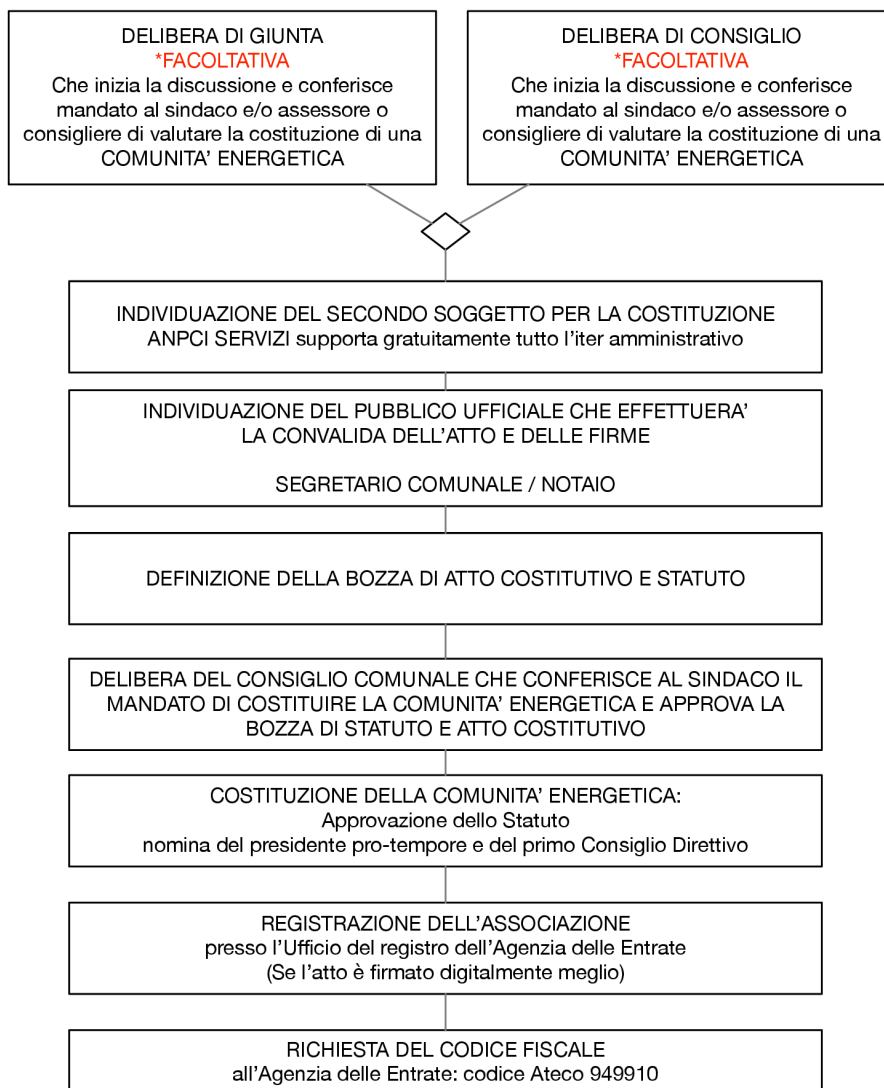 DELIBERA DI GIUNTA
*FACOLTATIVA
Che inizia la discussione e conferisce
mandato al sindaco e/o assessore o
consigliere di valutare la costituzione di una
COMUNITA' ENERGETICA
DELIBERA DI CONSIGLIO
*FACOLTATIVA
Che inizia la discussione e conferisce
mandato al sindaco e/o assessore o
consigliere di valutare la costituzione di una
COMUNITA' ENERGETICA
INDIVIDUAZIONE DEL SECONDO SOGGETTO PER LA COSTITUZIONE
ANPCI SERVIZI supporta gratuitamente tutto l'iter amministrativo
INDIVIDUAZIONE DEL PUBBLICO UFFICIALE CHE EFFETTUERA'
LA CONVALIDA DELL'ATTO E DELLE FIRME
SEGRETARIO COMUNALE / NOTAIO
DEFINIZIONE DELLA BOZZA DI ATTO COSTITUTIVO E STATUTO
DELIBERA DEL CONSIGLIO COMUNALE CHE CONFERISCE AL SINDACO IL
MANDATO DI COSTITUIRE LA COMUNITA' ENERGETICA E APPROVA LA
BOZZA DI STATUTO E ATTO COSTITUTIVO
COSTITUZIONE DELLA COMUNITA' ENERGETICA:
Approvazione dello Statuto
nomina del presidente pro-tempore e del primo Consiglio Direttivo
REGISTRAZIONE DELL'ASSOCIAZIONE
presso l'Ufficio del registro dell'Agenzia delle Entrate
(Se l'atto è firmato digitalmente meglio)
RICHIESTA DEL CODICE FISCALE
all'Agenzia delle Entrate: codice Ateco 949910